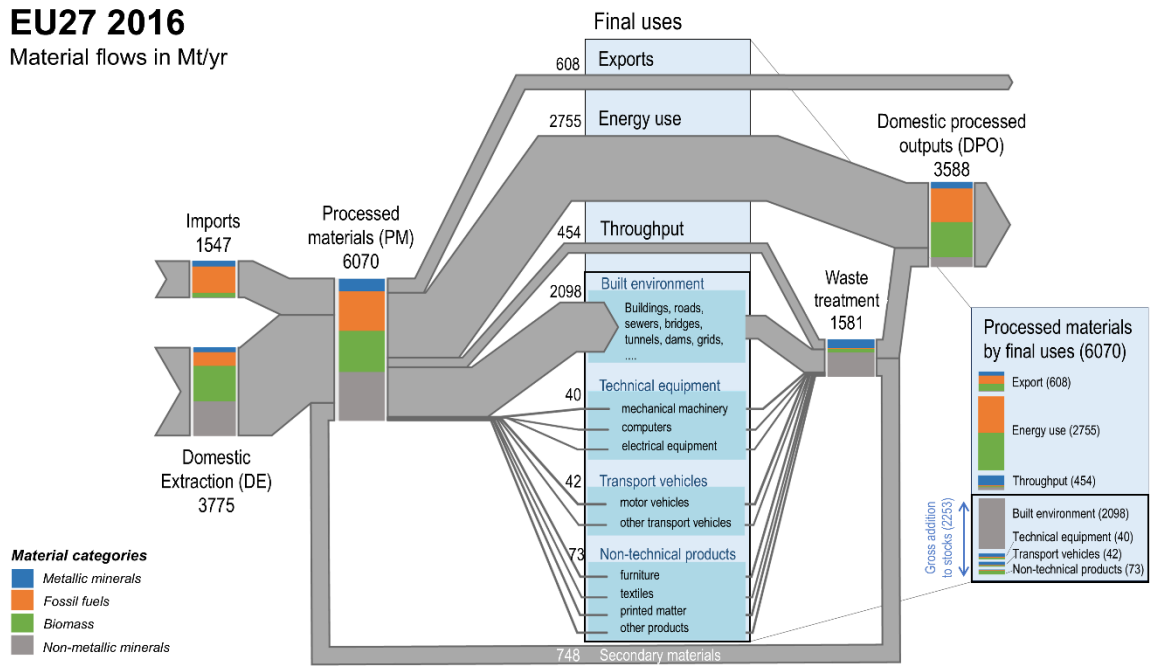 EU27 2016
Material flows in Mt/yr
Final uses
608
Exports
2755
Energy use
454
Throughput
2098
Built environment
Buildings, roads,
sewers, bridges,
tunnels, dams, grids,
....
40
Technical equipment
mechanical machinery
computers
electrical equipment
42
Transport vehicles
motor vehicles
other transport vehicles
73
Non-technical products
furniture
textiles
printed matter
other products
748
Secondary materials
Imports
1547
Processed
materials (PM)
6070
Domestic
Extraction (DE)
3775
Waste
treatment
1581
Domestic processed
outputs (DPO)
3588
Processed materials
by final uses (6070)
Export (608)
Energy use (2755)
Throughput (454)
Built environment (2098)
Technical equipment (40)
Transport vehicles (42)
Non-technical products (73)
Gross addition
to stocks (2253)
Material categories
Metallic minerals
Fossil fuels
Biomass
Non-metallic minerals